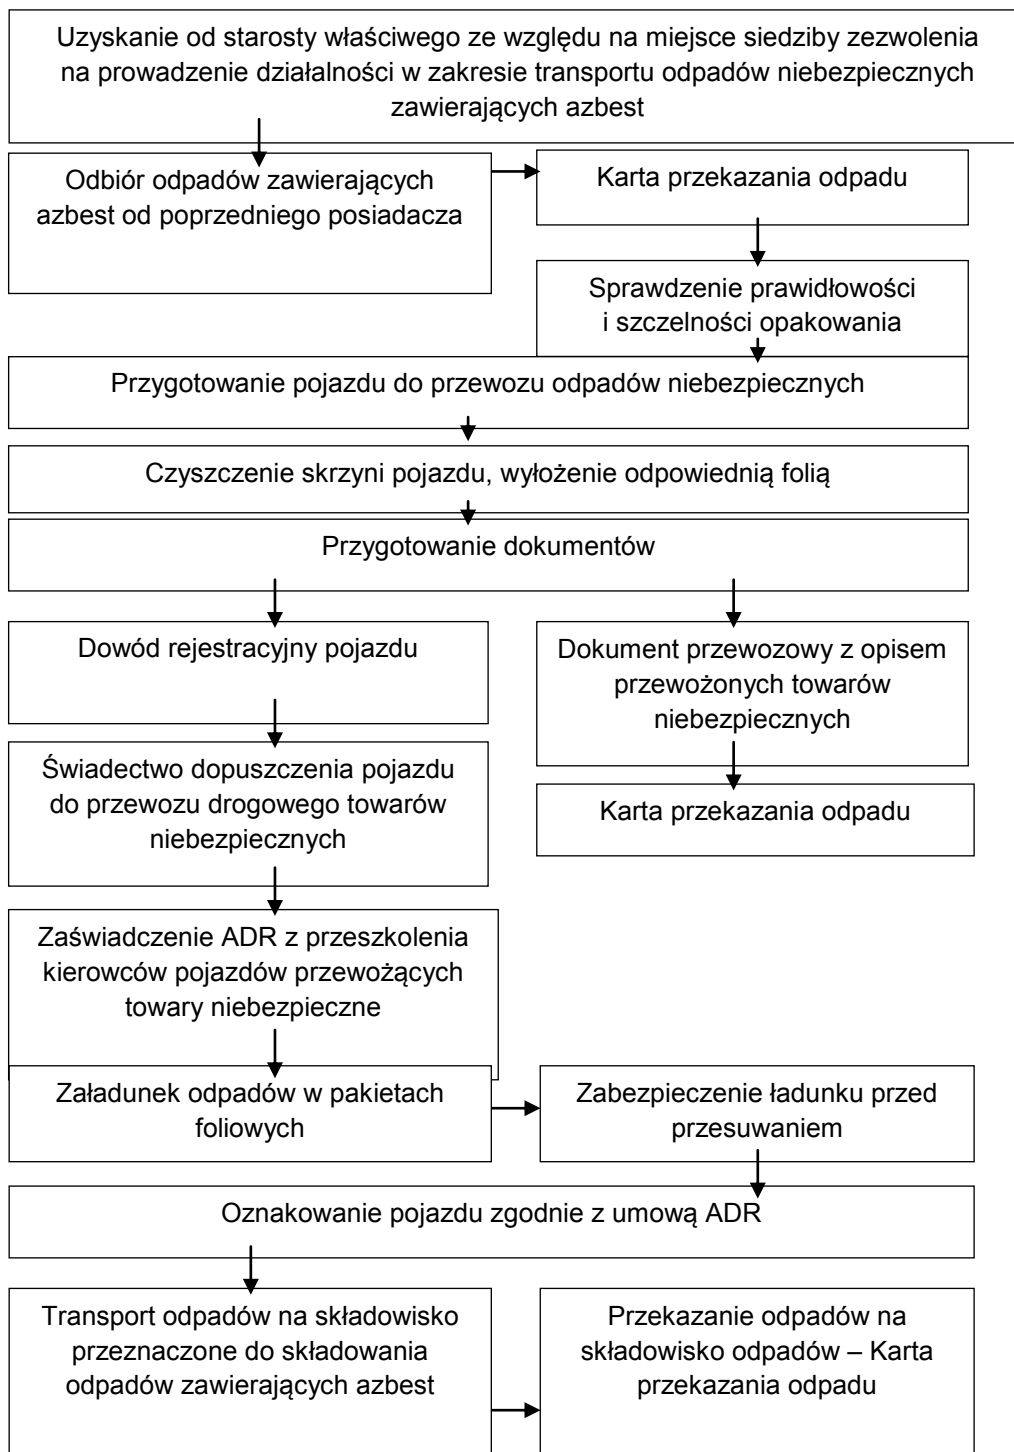 Uzyskanie od starosty właściwego ze względu na miejsce siedziby zezwolenia
na prowadzenie działalności w zakresie transportu odpadów niebezpiecznych
zawierających azbest
Odbiór odpadów zawierających
azbest od poprzedniego posiadacza
Karta przekazania odpadu
Sprawdzenie prawidłowości
i szczelności opakowania
Przygotowanie pojazdu do przewozu odpadów niebezpiecznych
Czyszczenie skrzyni pojazdu, wyłożenie odpowiednią folią
Przygotowanie dokumentów
Dowód rejestracyjny pojazdu
Świadectwo dopuszczenia pojazdu
do przewozu drogowego towarów
niebezpiecznych
Zaświadczenie ADR z przeszkolenia
kierowców pojazdów przewożących
towary niebezpieczne
Dokument przewozowy z opisem
przewożonych towarów
niebezpiecznych
Karta przekazania odpadu
Załadunek odpadów w pakietach
foliowych
Zabezpieczenie ładunku przed
przesuwaniem
Oznakowanie pojazdu zgodnie z umową ADR
Transport odpadów na składowisko
przeznaczone do składowania
odpadów zawierających azbest
Przekazanie odpadów na
składowisko odpadów – Karta
przekazania odpadu